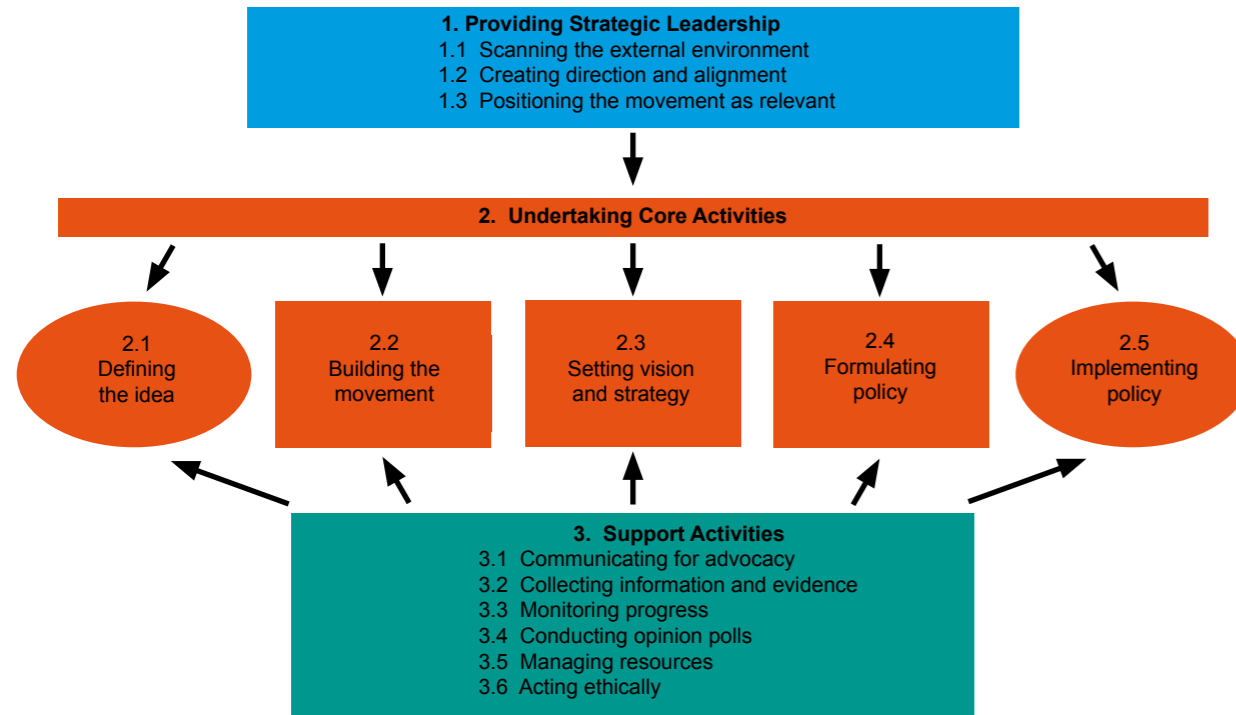 1. Providing Strategic Leadership
1.1 Scanning the external environment
1.2 Creating direction and alignment
1.3 Positioning the movement as relevant
2. Undertaking Core Activities
2.1
Defining
the idea
2.2
Building the
movement
2.3
Setting vision
and strategy
2.4
Formulating
policy
2.5
Implementing
policy
3. Support Activities
3.1 Communicating for advocacy
3.2 Collecting information and evidence
3.3 Monitoring progress
3.4 Conducting opinion polls
3.5 Managing resources
3.6 Acting ethically